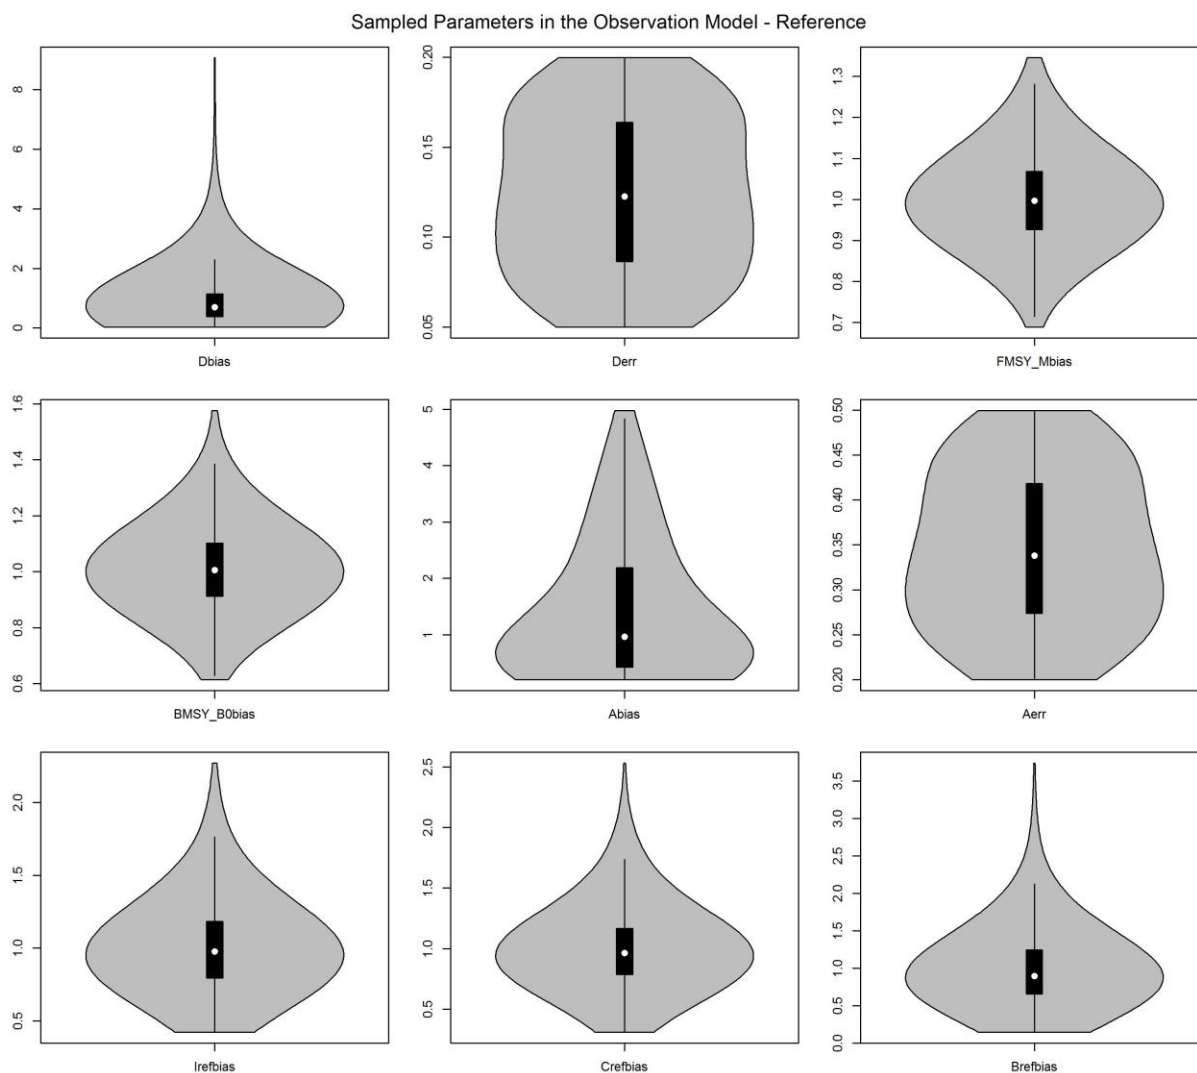 Sampled Parameters in the Observation Model - Reference
0 2 4 6 8
Dbias
0.05 0.10 0.15 0.20
Derr
0.7 0.8 0.9 1.0 1.1 1.2 1.3
FMSY_Mbias
0.6 0.8 1.0 1.2 1.4 1.6
BMSY_B0bias
1 2 3 4 5
Abias
0.20 0.25 0.30 0.35 0.40 0.45 0.50
Aerr
0.5 1.0 1.5 2.0
Irefbias
0.5 1.0 1.5 2.0 2.5
Crefbias
0.0 0.5 1.0 1.5 2.0 2.5 3.0 3.5
Brefbias